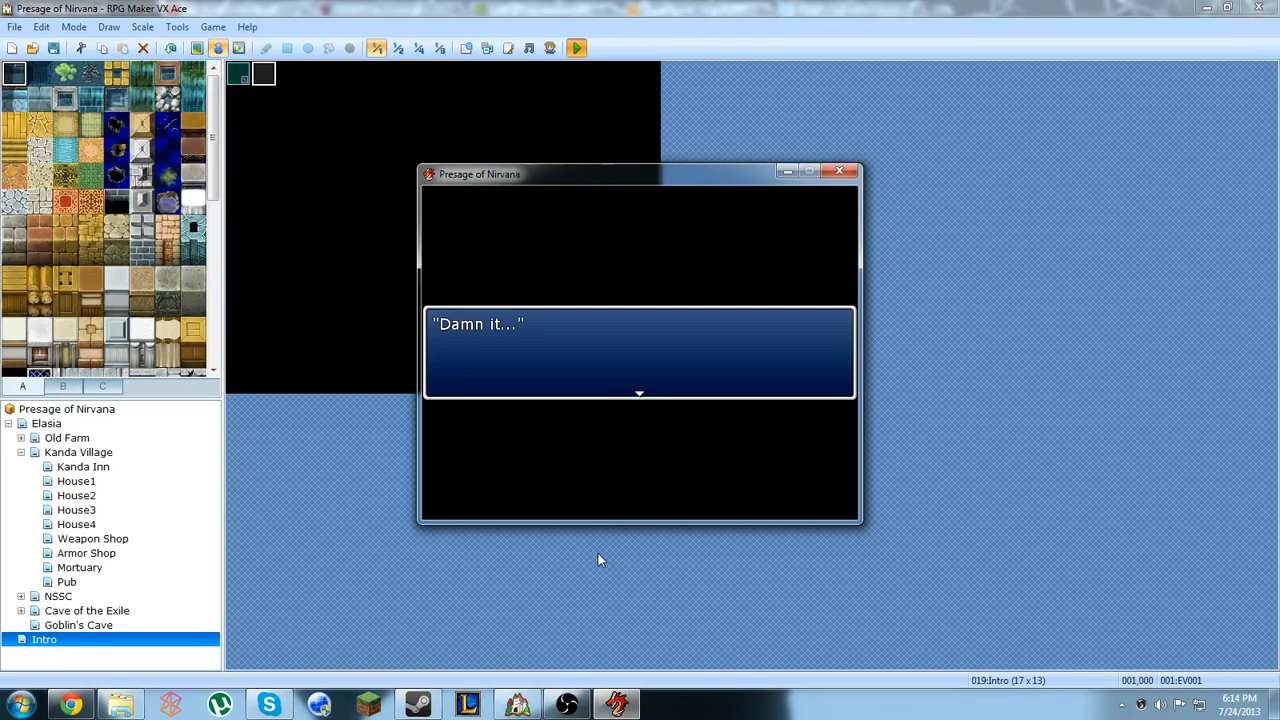 Presage of Nirvana - RPG Maker VX Ace
File Edit Mode Draw Scale Tools Game Help
Presage of Nirvana
"Damn it..."
A B C
Presage of Nirvana
Elasia
Old Farm
Kanda Village
Kanda Inn
House1
House2
House3
House4
Weapon Shop
Armor Shop
Mortuary
Pub
NSSC
Cave of the Exile
Goblin's Cave
Intro
019:Intro (17 x 13) 001,000 1:EV001
6:14 PM
7/24/2013